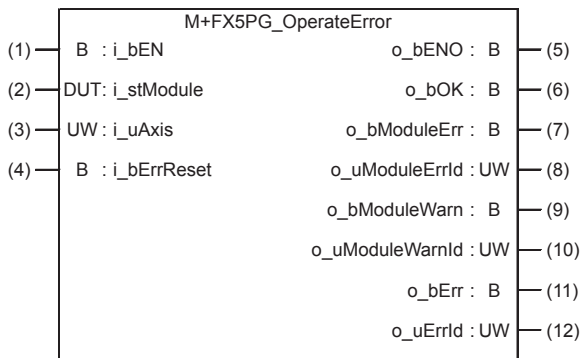 M+FX5PG_OperateError
(1) B : i_bEN o_bENO : B (5)
(2) DUT: i_stModule o_bOK : B (6)
(3) UW : i_uAxis o_bModuleErr : B (7)
(4) B : i_bErrReset o_uModuleErrId : UW (8)
o_bModuleWarn : B (9)
o_uModuleWarnId : UW (10)
o_bErr : B (11)
o_uErrId : UW (12)